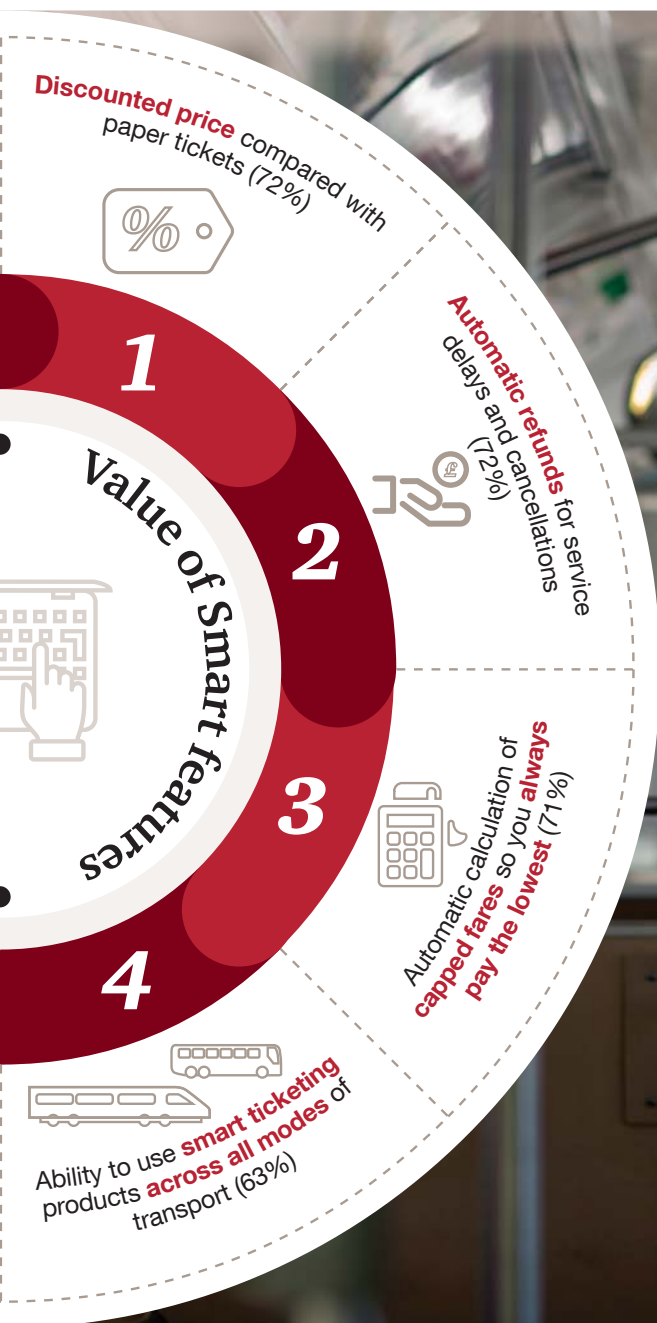 Discounted price compared with
paper tickets (72%)
%
1
Automatic refunds for service
delays and cancellations
(72%)
£1
2
Value of Smart features
3
Automatic calculation of
capped fares so you always
pay the lowest (71%)
4
Ability to use smart ticketing
products across all modes of
transport (63%)